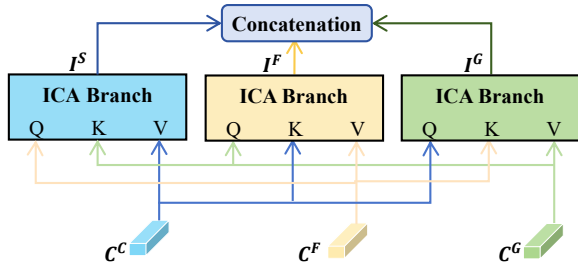 Concatenation
I^S I^F I^G
ICA Branch ICA Branch ICA Branch
Q K V Q K V Q K V
C^C C^F C^G